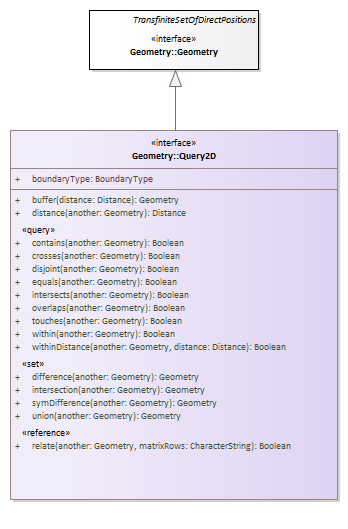 TransfiniteSetOfDirectPositions
«interface»
Geometry::Geometry
«interface»
Geometry::Query2D
+ boundaryType: BoundaryType
+ buffer(distance: Distance): Geometry
+ distance(another: Geometry): Distance
«query»
+ contains(another: Geometry): Boolean
+ crosses(another: Geometry): Boolean
+ disjoint(another: Geometry): Boolean
+ equals(another: Geometry): Boolean
+ intersects(another: Geometry): Boolean
+ overlaps(another: Geometry): Boolean
+ touches(another: Geometry): Boolean
+ within(another: Geometry): Boolean
+ withinDistance(another: Geometry, distance: Distance): Boolean
«set»
+ difference(another: Geometry): Geometry
+ intersection(another: Geometry): Geometry
+ symDifference(another: Geometry): Geometry
+ union(another: Geometry): Geometry
«reference»
+ relate(another: Geometry, matrixRows: CharacterString): Boolean